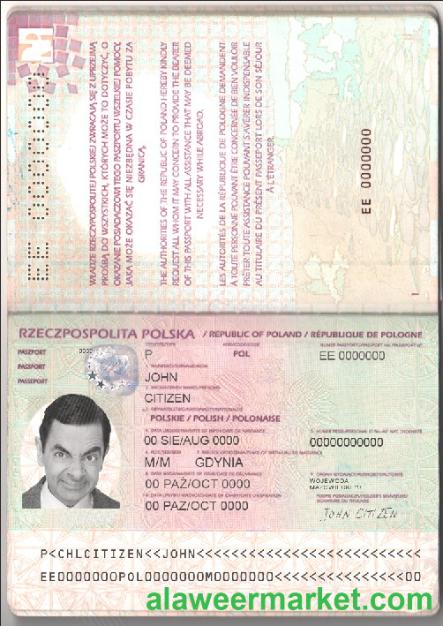 EE 0000000
WŁADZE RZECZYPOSPOLITEJ POLSKIEJ ZWRACAJĄ SIĘ Z UPRZEJMĄ
PROŚBĄ DO WSZYSTKICH, KTÓRYCH MOŻE TO DOTYCZYĆ, O
OKAZANIE POSIADACZOWI TEGO PASZPORTU WSZELKIEJ POMOCY,
JAKA MOŻE OKAZAĆ SIĘ NIEZBĘDNA W CZASIE POBYTU ZA
GRANICĄ.
THE AUTHORITIES OF THE REPUBLIC OF POLAND HEREBY KINDLY
REQUEST ALL WHOM IT MAY CONCERN TO PROVIDE THE BEARER
OF THIS PASSPORT WITH ALL ASSISTANCE THAT MAY BE DEEMED
NECESSARY WHILE ABROAD.
LES AUTORITÉS DE LA RÉPUBLIQUE DE POLOGNE DEMANDENT
À TOUTE PERSONNE POUVANT ÊTRE CONCERNÉE DE BIEN VOULOIR
PRÊTER TOUTE ASSISTANCE POUVANT S'AVÉRER INDISPENSABLE
AU TITULAIRE DU PRÉSENT PASSEPORT LORS DE SON SÉJOUR
À L'ÉTRANGER.
EE 0000000
RZECZPOSPOLITA POLSKA / REPUBLIC OF POLAND / RÉPUBLIQUE DE POLOGNE
PASZPORT
PASSPORT
PASSEPORT
P POL EE 0000000
JOHN
CITIZEN
POLSKIE / POLISH / POLONAISE
00 SIE/AUG 0000 00000000000
M/M GDYNIA
00 PAŹ/OCT 0000 WOJEWODA
00 PAZ/OCT 0000
JOHN CITIZEN
P<CHLCITIZEN<<JOHN<<<<<<<<<<<<<<<<<<<<<<<<<<
EE0000000POL0000000M0000000<<<<<<<<<<<<<<<00
alaweermarket.com